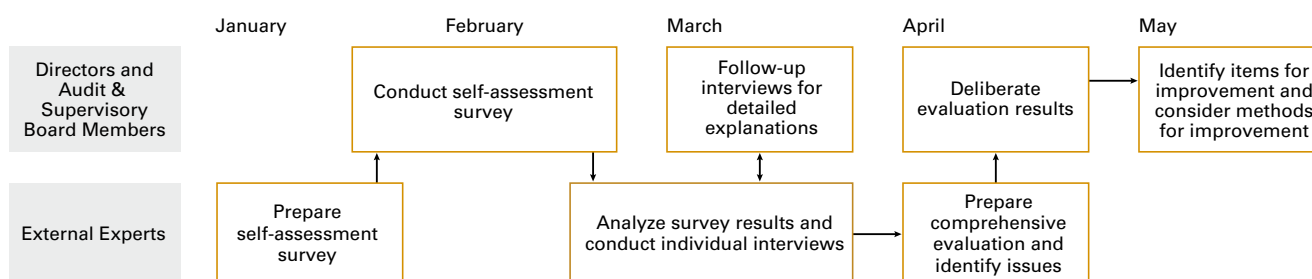 January
February
March
April
May
Directors and
Audit &
Supervisory
Board Members
Conduct self-assessment
survey
Follow-up
interviews for
detailed
explanations
Deliberate
evaluation results
Identify items for
improvement and
consider methods
for improvement
External Experts
Prepare
self-assessment
survey
Analyze survey results and
conduct individual interviews
Prepare
comprehensive
evaluation and
identify issues